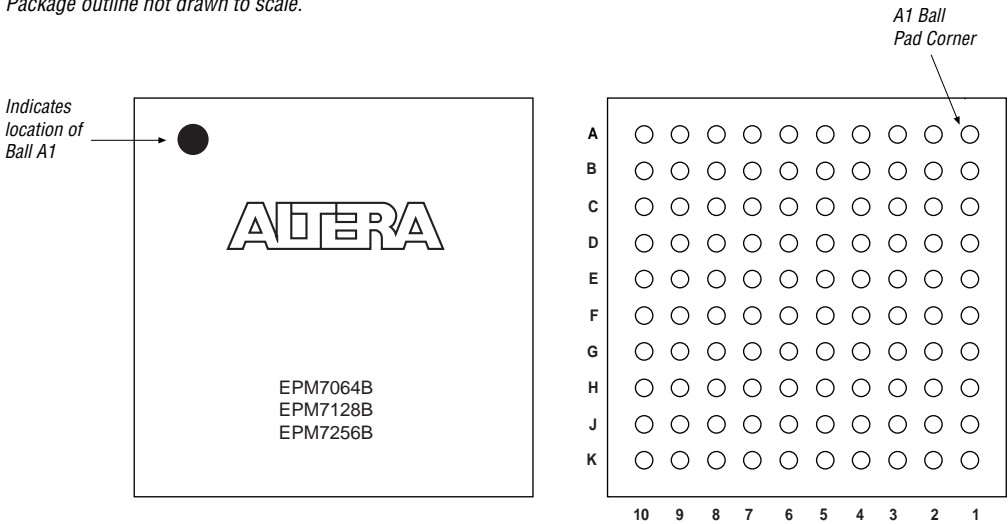 Package outline not drawn to scale.
A1 Ball
Pad Corner
Indicates
location of
Ball A1
ALTERA
EPM7064B
EPM7128B
EPM7256B
A
B
C
D
E
F
G
H
J
K
10 9 8 7 6 5 4 3 2 1